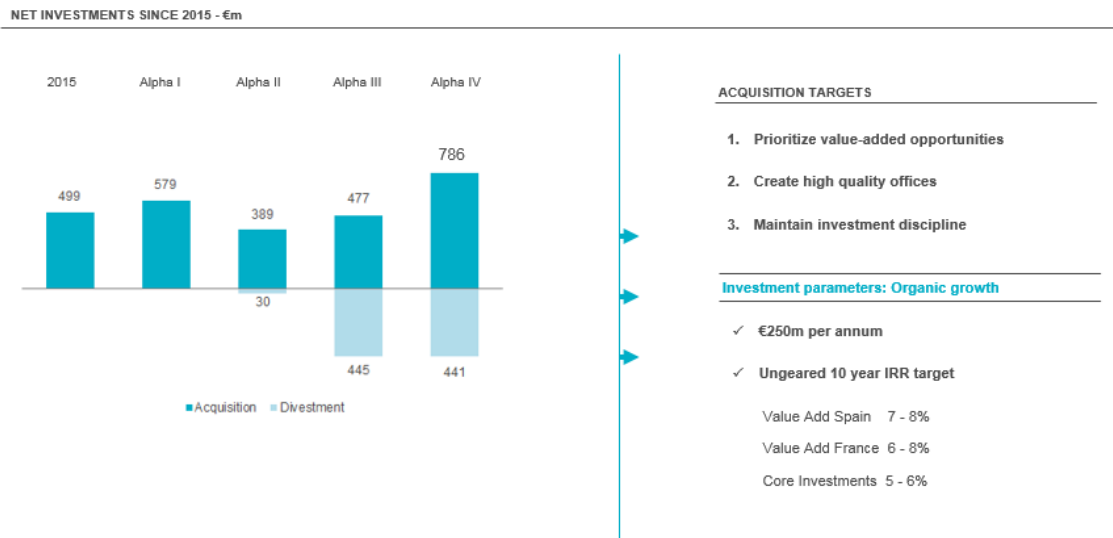 NET INVESTMENTS SINCE 2015 - €m
2015 Alpha I Alpha II Alpha III Alpha IV
786
579
499
477
389
30
445
441
Acquisition Divestment
ACQUISITION TARGETS
1. Prioritize value-added opportunities
2. Create high quality offices
3. Maintain investment discipline
Investment parameters: Organic growth
✓ €250m per annum
✓ Ungeared 10 year IRR target
Value Add Spain 7 - 8%
Value Add France 6 - 8%
Core Investments 5 - 6%